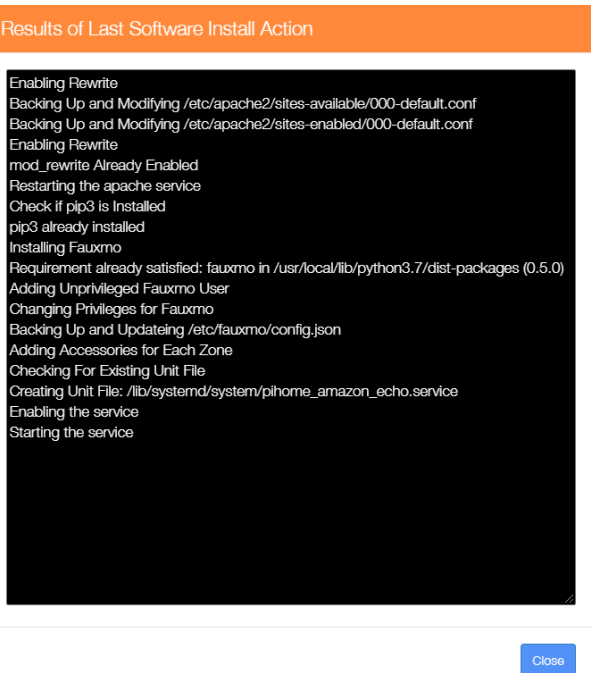 Results of Last Software Install Action
Enabling Rewrite
Backing Up and Modifying /etc/apache2/sites-available/000-default.conf
Backing Up and Modifying /etc/apache2/sites-enabled/000-default.conf
Enabling Rewrite
mod_rewrite Already Enabled
Restarting the apache service
Check if pip3 is Installed
pip3 already installed
Installing Fauxmo
Requirement already satisfied: fauxmo in /usr/local/lib/python3.7/dist-packages (0.5.0)
Adding Unprivileged Fauxmo User
Changing Privileges for Fauxmo
Backing Up and Updateing /etc/fauxmo/config.json
Adding Accessories for Each Zone
Checking For Existing Unit File
Creating Unit File: /lib/systemd/system/pihome_amazon_echo.service
Enabling the service
Starting the service
Close